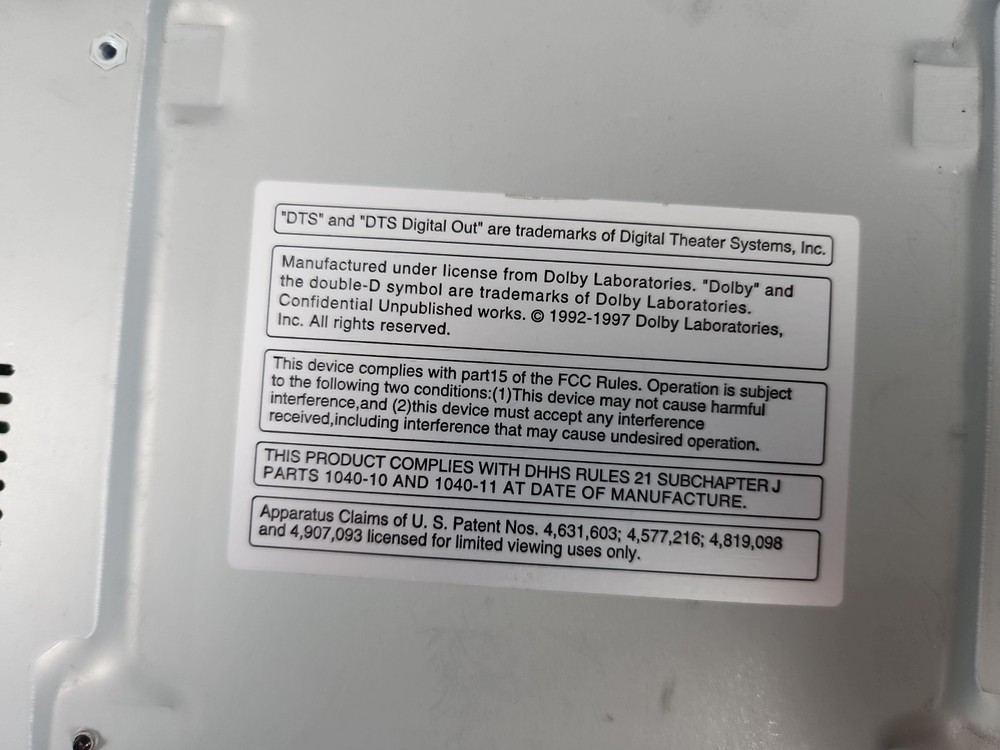 "DTS" and "DTS Digital Out" are trademarks of Digital Theater Systems, Inc.
Manufactured under license from Dolby Laboratories. "Dolby" and
the double-D symbol are trademarks of Dolby Laboratories.
Confidential Unpublished works. © 1992-1997 Dolby Laboratories,
Inc. All rights reserved.
This device complies with part15 of the FCC Rules. Operation is subject
to the following two conditions:(1)This device may not cause harmful
interference,and (2)this device must accept any interference
received,including interference that may cause undesired operation.
THIS PRODUCT COMPLIES WITH DHHS RULES 21 SUBCHAPTER J
PARTS 1040-10 AND 1040-11 AT DATE OF MANUFACTURE.
Apparatus Claims of U. S. Patent Nos. 4,631,603; 4,577,216; 4,819,098
and 4,907,093 licensed for limited viewing uses only.